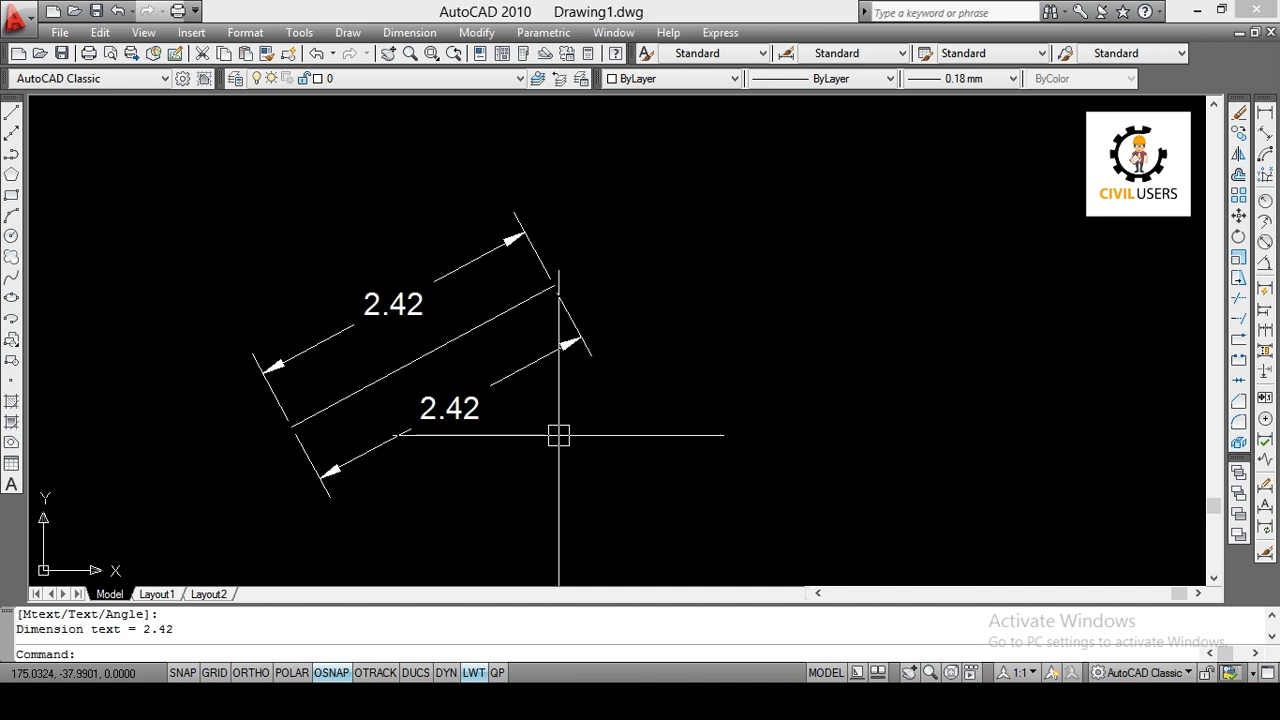 AutoCAD 2010 Drawing1.dwg
Type a keyword or phrase
File Edit View Insert Format Tools Draw Dimension Modify Parametric Window Help Express
Standard Standard Standard Standard
AutoCAD Classic 0 ByLayer ByLayer 0.18 mm ByColor
CIVILUSERS
2.42
2.42
Y
X
Model Layout1 Layout2
[Mtext/Text/Angle]:
Dimension text = 2.42
Command:
Activate Windows
Go to PC settings to activate Windows.
175.0324, -37.9901, 0.0000 SNAP GRID ORTHO POLAR OSNAP OTRACK DUCS DYN LWT QP MODEL 1:1 AutoCAD Classic